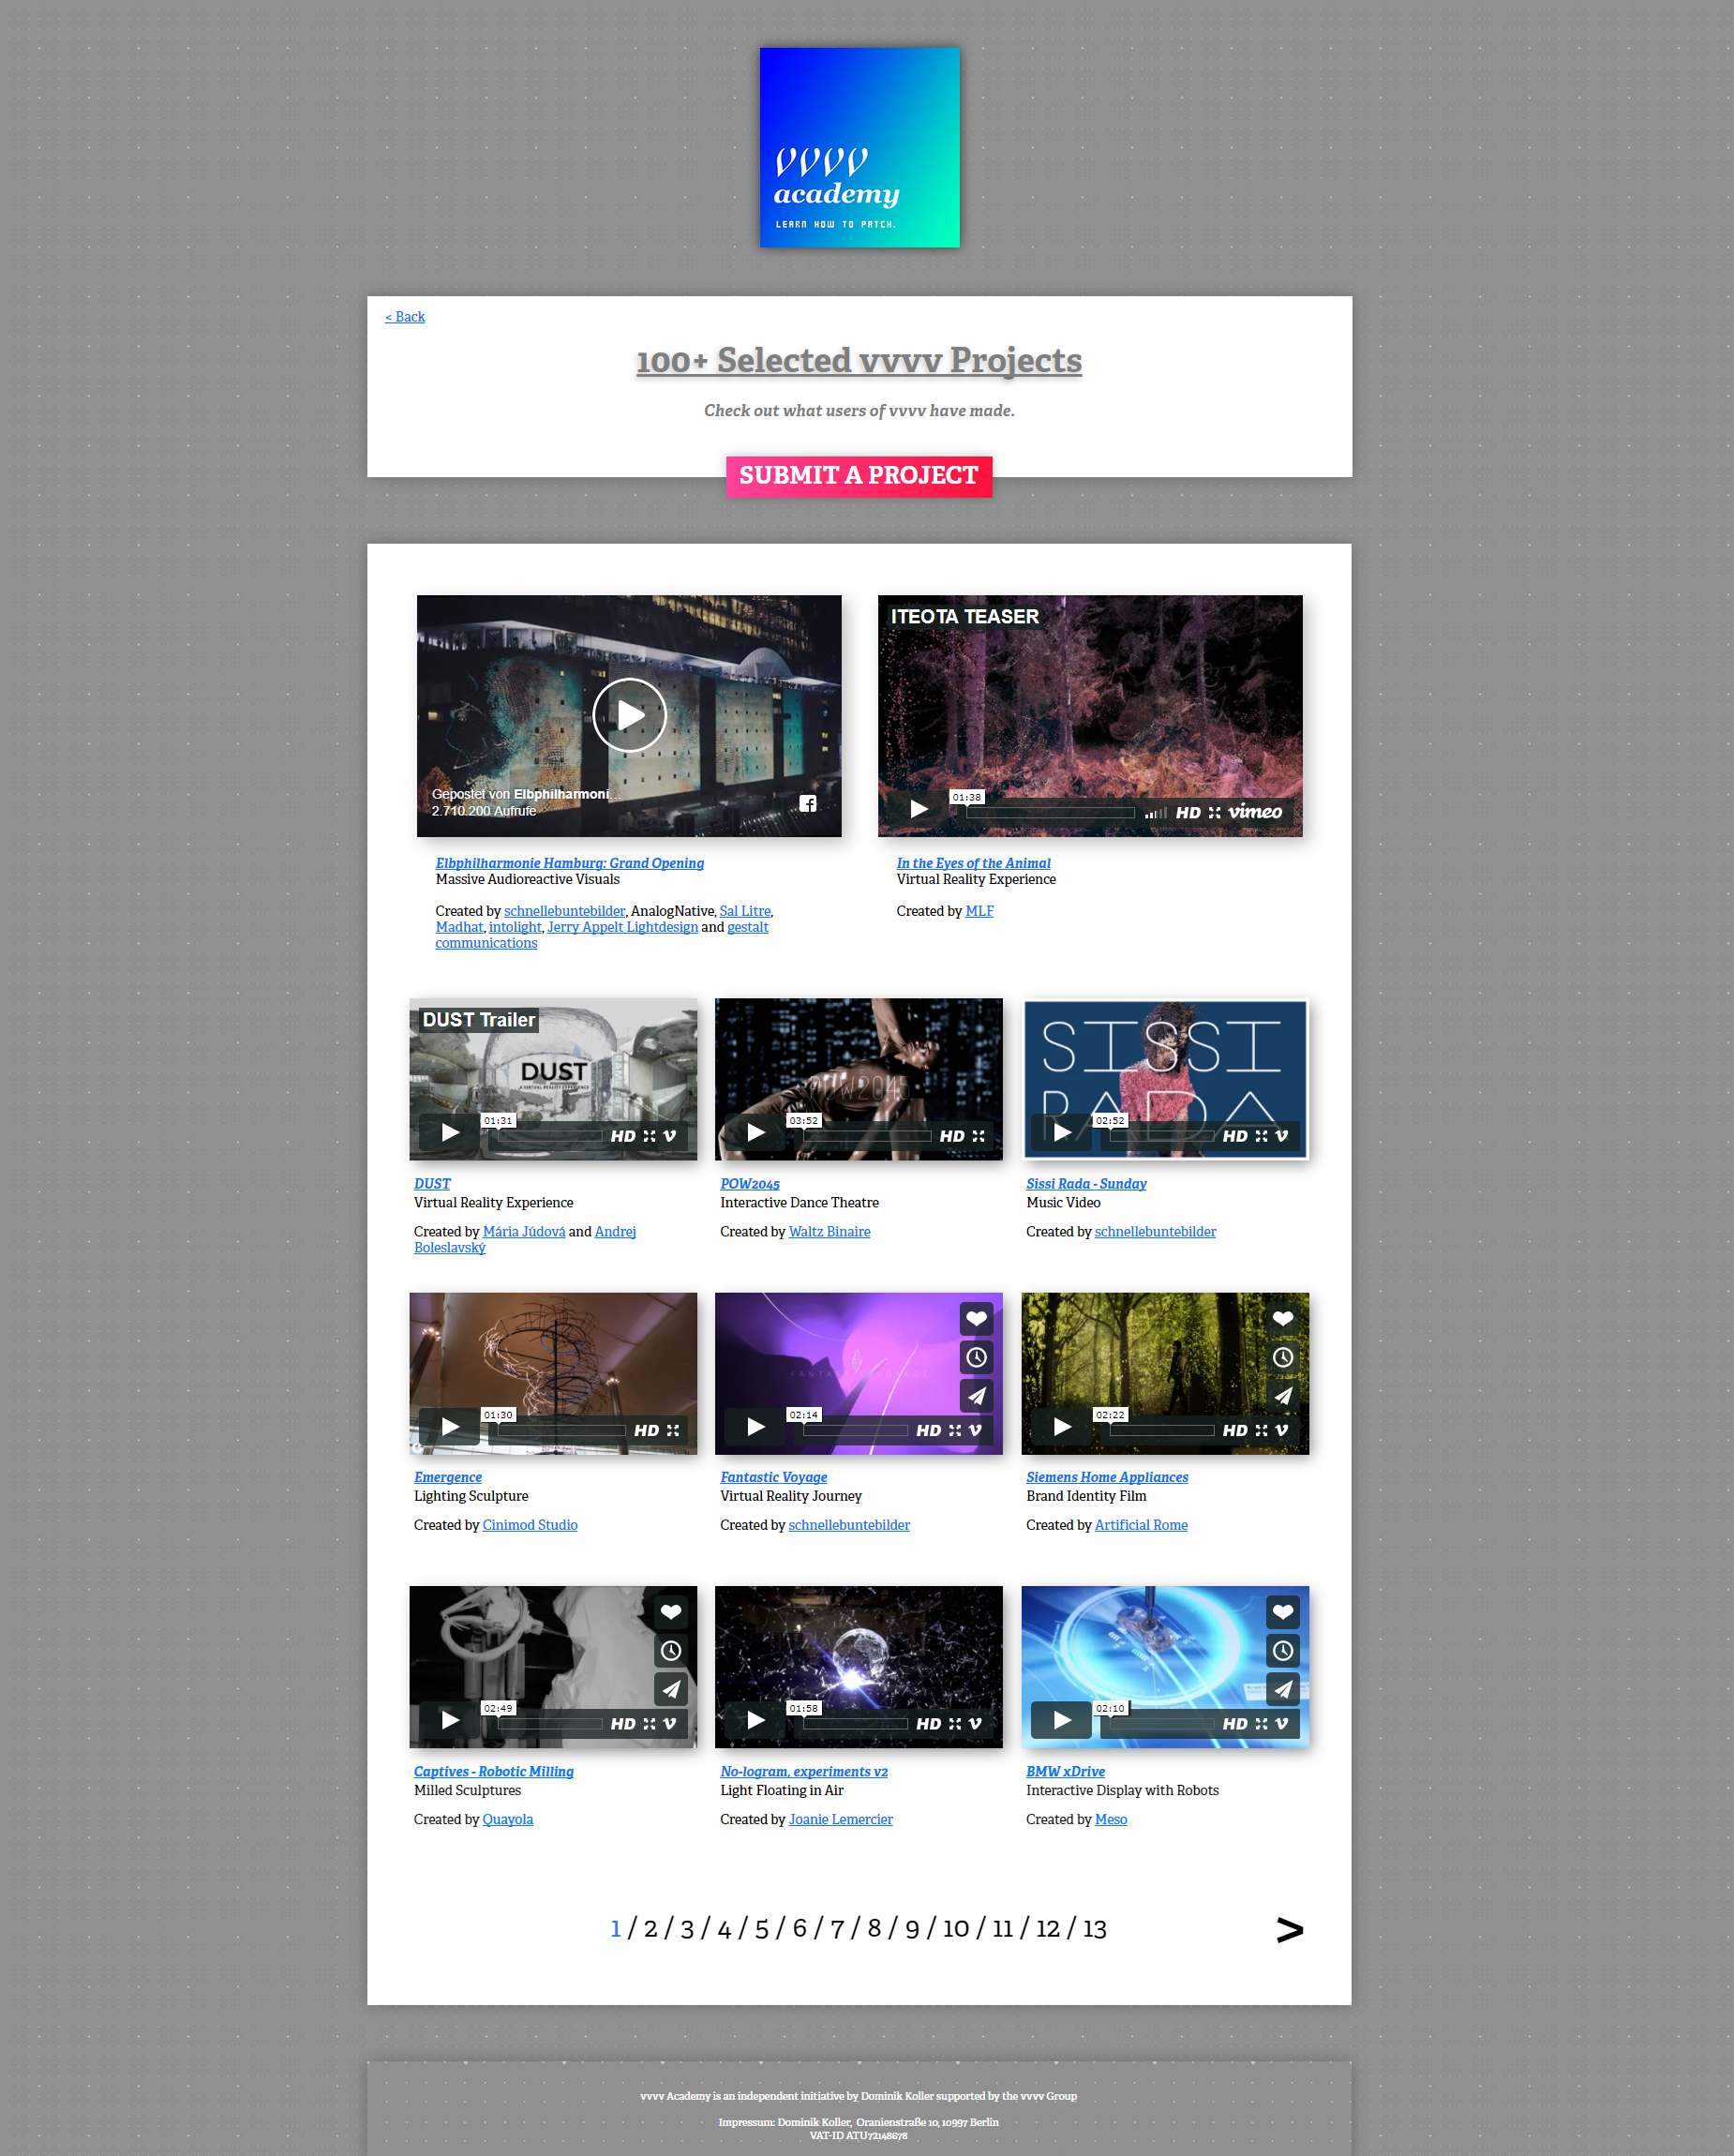 vvvv
academy
LEARN HOW TO PATCH.
< Back
100+ Selected vvvv Projects
Check out what users of vvvv have made.
SUBMIT A PROJECT
Gepostet von Elbphilharmoni...
2.710.200 Aufrufe
ITEOTA TEASER
01:38
HD vimeo
Elbphilharmonie Hamburg: Grand Opening
Massive Audioreactive Visuals
Created by schnellebuntebilder, AnalogNative, Sal Litre,
Madhat, intolight, Jerry Appelt Lightdesign and gestalt
communications
In the Eyes of the Animal
Virtual Reality Experience
Created by MLF
DUST Trailer
DUST
A VIRTUAL REALITY EXPERIENCE
01:31
HD
POW2045
03:52
HD
SISSI
RADA
02:52
HD
DUST
Virtual Reality Experience
Created by Mária Júdová and Andrej
Boleslavský
POW2045
Interactive Dance Theatre
Created by Waltz Binaire
Sissi Rada - Sunday
Music Video
Created by schnellebuntebilder
01:30
HD
FANTASTIC VOYAGE
02:14
HD
02:22
HD
Emergence
Lighting Sculpture
Created by Cinimod Studio
Fantastic Voyage
Virtual Reality Journey
Created by schnellebuntebilder
Siemens Home Appliances
Brand Identity Film
Created by Artificial Rome
02:49
HD
01:58
HD
02:10
HD
Captives - Robotic Milling
Milled Sculptures
Created by Quayola
No-logram, experiments v2
Light Floating in Air
Created by Joanie Lemercier
BMW xDrive
Interactive Display with Robots
Created by Meso
1 / 2 / 3 / 4 / 5 / 6 / 7 / 8 / 9 / 10 / 11 / 12 / 13
>
vvvv Academy is an independent initiative by Dominik Koller supported by the vvvv Group
Impressum: Dominik Koller, Oranienstraße 10, 10997 Berlin
VAT-ID ATU72148678